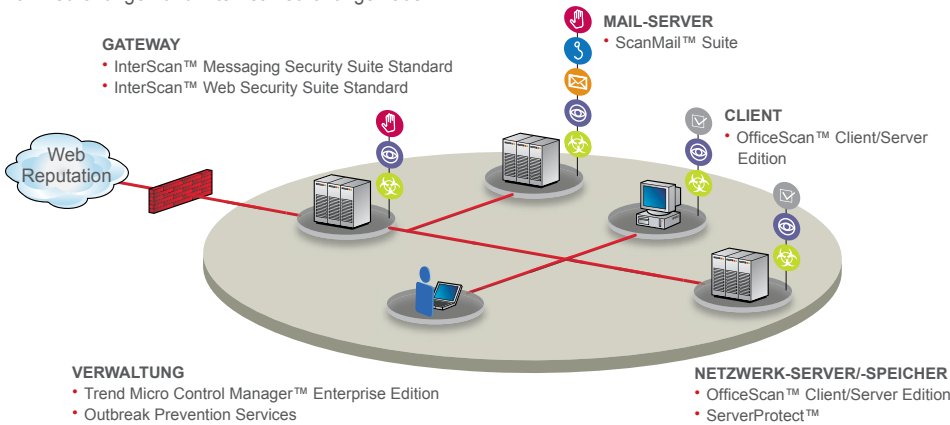 GATEWAY
• InterScan™ Messaging Security Suite Standard
• InterScan™ Web Security Suite Standard
MAIL-SERVER
• ScanMail™ Suite
CLIENT
• OfficeScan™ Client/Server
Edition
Web
Reputation
VERWALTUNG
• Trend Micro Control Manager™ Enterprise Edition
• Outbreak Prevention Services
NETZWERK-SERVER/-SPEICHER
• OfficeScan™ Client/Server Edition
• ServerProtect™